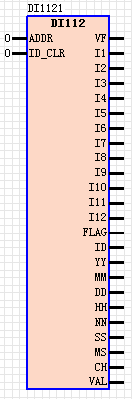 DI1121
DI112
0 ADDR VF
0 ID_CLR I1
I2
I3
I4
I5
I6
I7
I8
I9
I10
I11
I12
FLAG
ID
YY
MM
DD
HH
NN
SS
MS
CH
VAL